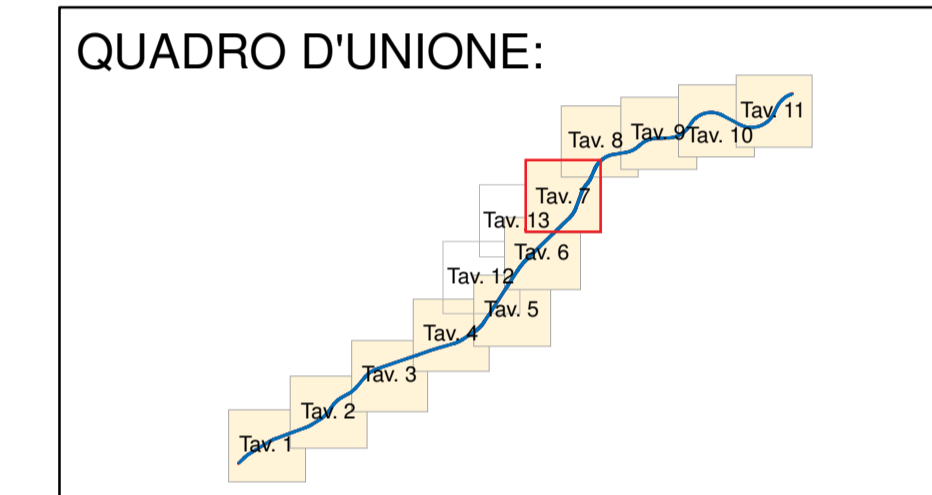 QUADRO D'UNIONE:
Tav. 11
Tav. 8
Tav. 9
Tav. 10
Tav. 7
Tav. 13
Tav. 6
Tav. 12
Tav. 5
Tav. 4
Tav. 3
Tav. 2
Tav. 1